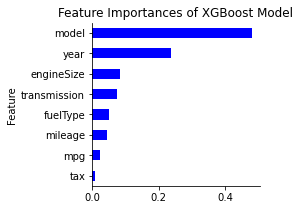 Feature Importances of XGBoost Model
model
year
engineSize
transmission
fuelType
mileage
mpg
tax
Feature
0.0 0.2 0.4